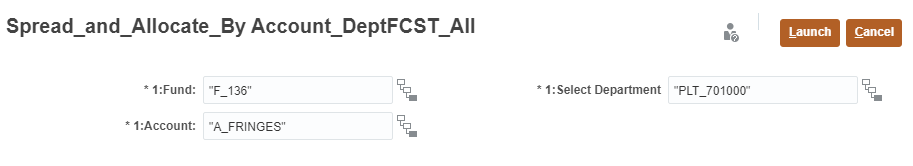 Spread_and_Allocate_By Account_DeptFCST_All
Launch Cancel
* 1:Fund: "F_136" * 1:Select Department "PLT_701000"
* 1:Account: "A_FRINGES"